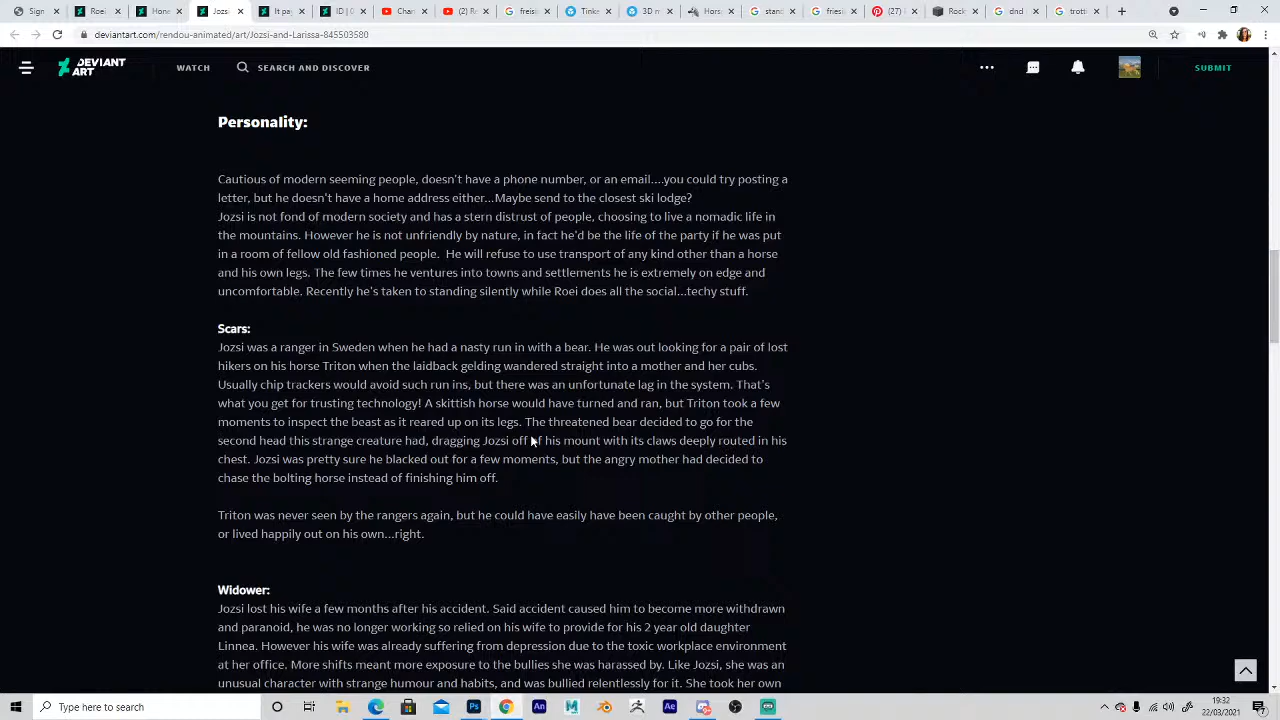 Sign
Roei
Hon
Jozsi
It pa
ID | O
Chan
(2) R
freisi
Tinke
3D m
Hors
stan
friesi
(27)
Rock
dnd
troth
deviantart.com/rendou-animated/art/Jozsi-and-Larissa-845503580
DEVIANT ART
WATCH
SEARCH AND DISCOVER
SUBMIT
Personality:
Cautious of modern seeming people, doesn't have a phone number, or an email....you could try posting a
letter, but he doesn't have a home address either...Maybe send to the closest ski lodge?
Jozsi is not fond of modern society and has a stern distrust of people, choosing to live a nomadic life in
the mountains. However he is not unfriendly by nature, in fact he'd be the life of the party if he was put
in a room of fellow old fashioned people. He will refuse to use transport of any kind other than a horse
and his own legs. The few times he ventures into towns and settlements he is extremely on edge and
uncomfortable. Recently he's taken to standing silently while Roei does all the social...techy stuff.
Scars:
Jozsi was a ranger in Sweden when he had a nasty run in with a bear. He was out looking for a pair of lost
hikers on his horse Triton when the laidback gelding wandered straight into a mother and her cubs.
Usually chip trackers would avoid such run ins, but there was an unfortunate lag in the system. That's
what you get for trusting technology! A skittish horse would have turned and ran, but Triton took a few
moments to inspect the beast as it reared up on its legs. The threatened bear decided to go for the
second head this strange creature had, dragging Jozsi off of his mount with its claws deeply routed in his
chest. Jozsi was pretty sure he blacked out for a few moments, but the angry mother had decided to
chase the bolting horse instead of finishing him off.
Triton was never seen by the rangers again, but he could have easily have been caught by other people,
or lived happily out on his own...right.
Widower:
Jozsi lost his wife a few months after his accident. Said accident caused him to become more withdrawn
and paranoid, he was no longer working so relied on his wife to provide for his 2 year old daughter
Linnea. However his wife was already suffering from depression due to the toxic workplace environment
at her office. More shifts meant more exposure to the bullies she was harassed by. Like Jozsi, she was an
unusual character with strange humour and habits, and was bullied relentlessly for it. She took her own
Type here to search
19:32
22/03/2021